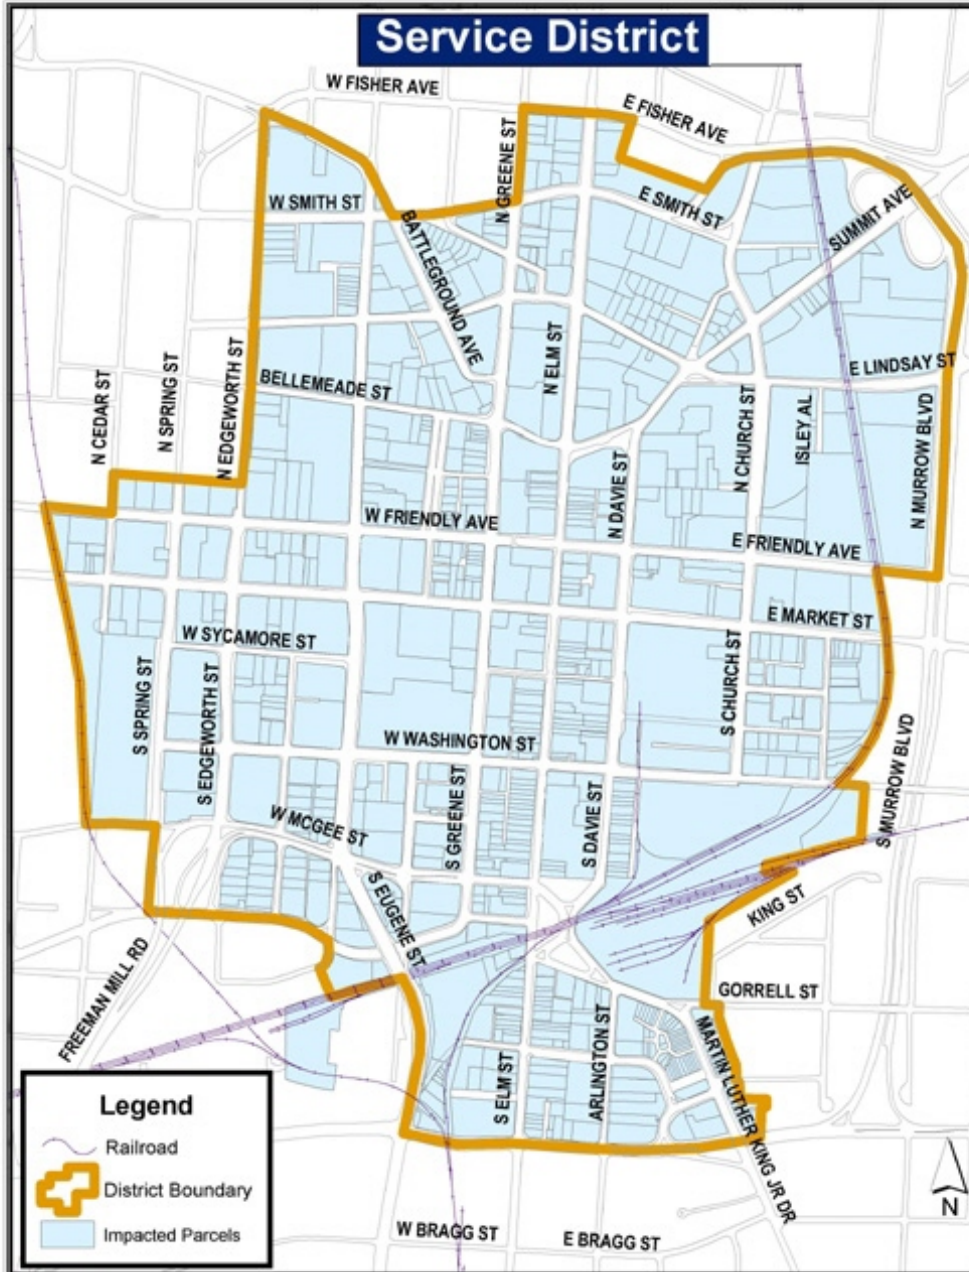 Service District
W FISHER AVE
E FISHER AVE
N GREENE ST
W SMITH ST
E SMITH ST
BATTLEGROUND AVE
SUMMIT AVE
N CEDAR ST
N SPRING ST
N EDGEWORTH ST
BELLEMEADE ST
N ELM ST
E LINDSAY ST
N CHURCH ST
ISLEY AL
N MURROW BLVD
N DAVIE ST
W FRIENDLY AVE
E FRIENDLY AVE
E MARKET ST
W SYCAMORE ST
S SPRING ST
S EDGEWORTH ST
S CHURCH ST
W WASHINGTON ST
S MURROW BLVD
W MCGEE ST
S GREENE ST
S DAVIE ST
S EUGENE ST
KING ST
FREEMAN MILL RD
GORRELL ST
S ELM ST
ARLINGTON ST
MARTIN LUTHER KING JR DR
W BRAGG ST
E BRAGG ST
Legend
Railroad
District Boundary
Impacted Parcels
N